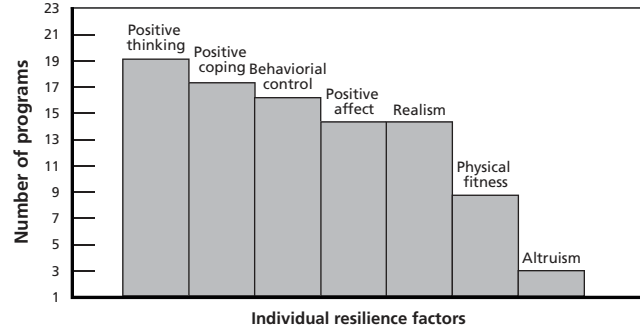 23
21
19
17
15
13
11
9
7
5
3
1
Number of programs
Positive
thinking
Positive
coping
Behaviorial
control
Positive
affect
Realism
Physical
fitness
Altruism
Individual resilience factors